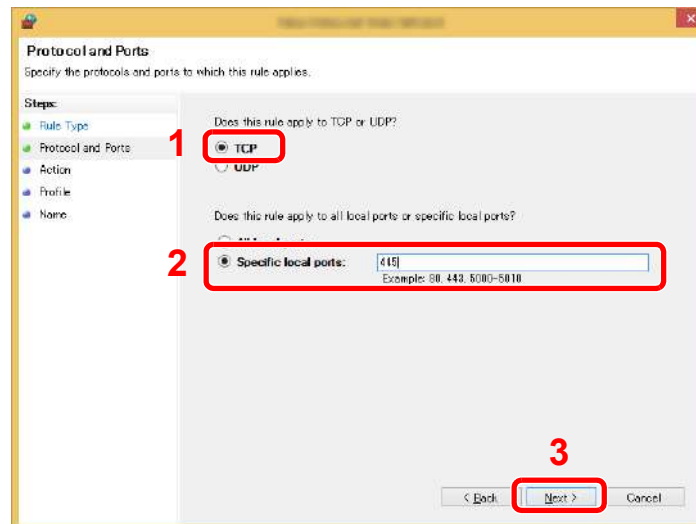 Protocol and Ports
Specify the protocols and ports to which this rule applies.
Steps:
Rule Type
Protocol and Ports
Action
Profile
Name
Does this rule apply to TCP or UDP?
1
TCP
UDP
Does this rule apply to all local ports or specific local ports?
2
Specific local ports:
445
Example: 80, 443, 5000-5010
3
< Back
Next >
Cancel